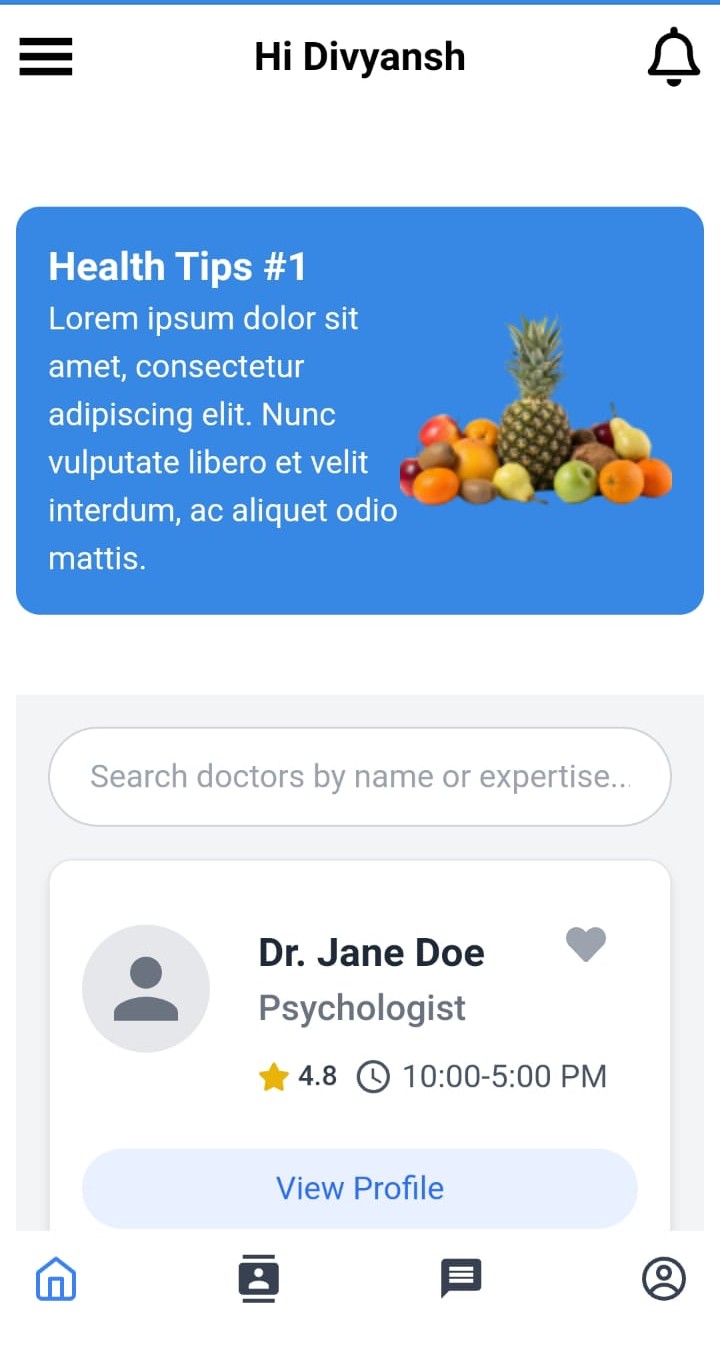 Hi Divyansh
Health Tips #1
Lorem ipsum dolor sit
amet, consectetur
adipiscing elit. Nunc
vulputate libero et velit
interdum, ac aliquet odio
mattis.
Search doctors by name or expertise...
Dr. Jane Doe
Psychologist
4.8 10:00-5:00 PM
View Profile